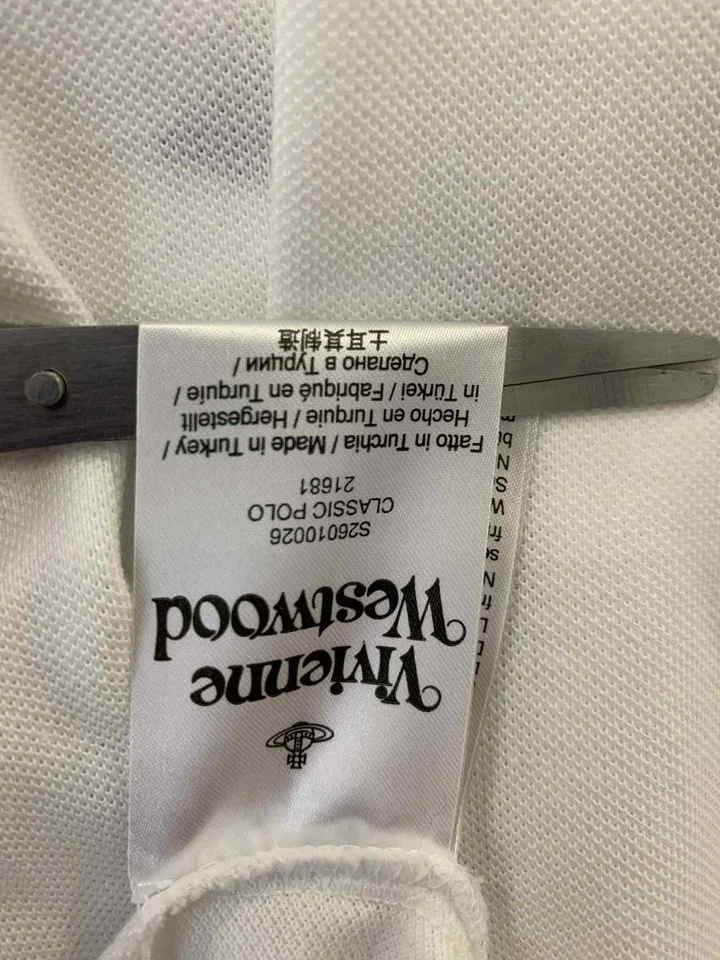 Vivienne
Westwood
S26010026
CLASSIC POLO
21681
Fatto in Turchia / Made in Turkey /
Hecho en Turquie / Hergestellt
in Türkei / Fabriqué en Turquie /
Сделано в Турции /
土耳其制造